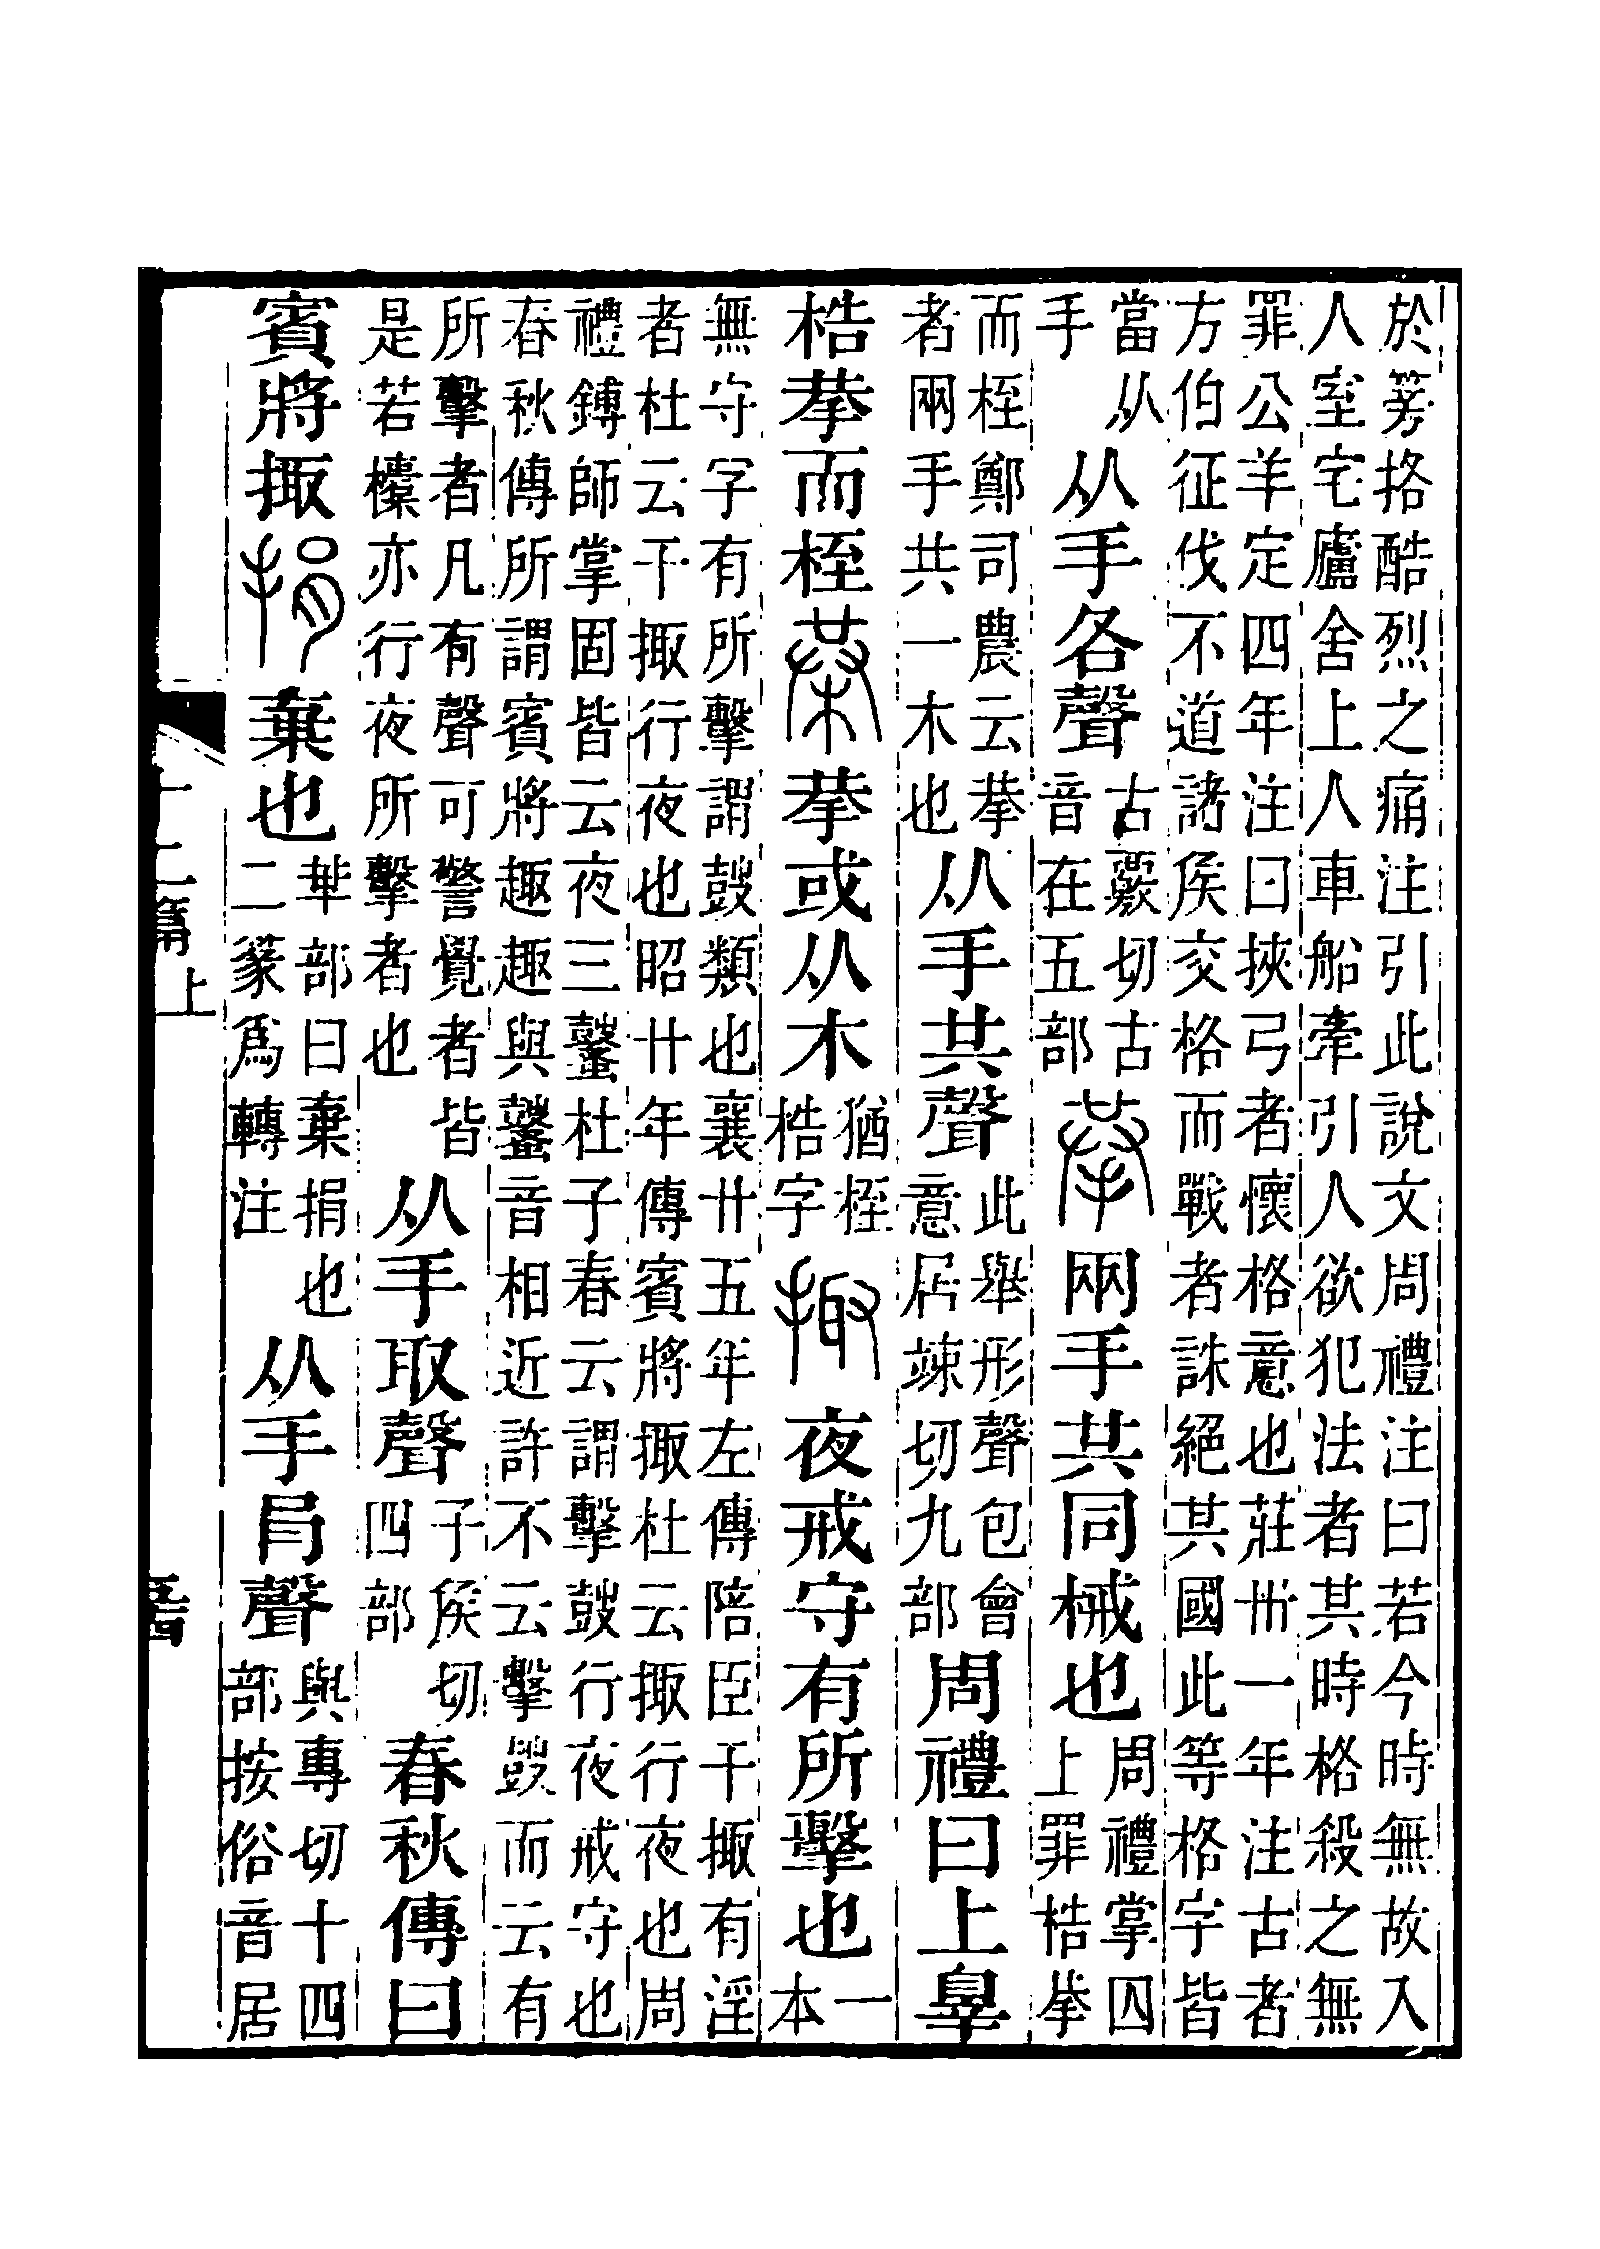 於筹挌酷烈之痛注引此說文周禮注曰若今時無故入
人室宅廬舍上人車船牽引人欲犯法者其時格殺之無
罪公羊定四年注曰挾弓者懷格意也莊卅一年注古者
方伯征伐不道諸侯交格而戰者誅絕其國此等格字皆
當从
手
从手各聲
古覈切古
音在五部
拲
兩手共同械也
周禮掌囚
上罪梏拲
而桎鄭司農云拲
者兩手共一木也
从手共聲
此舉形聲包會
意居竦切九部
周禮曰上辠
梏拲而桎
𣑳
拲或从木
猶桎
梏字
掫
夜戒守有所擊也
一
本
無守字有所擊謂鼓類也襄廿五年左傳陪臣干掫有淫
者杜云干掫行夜也昭廿年傳賓將掫杜云掫行夜也周
禮鎛師掌固皆云夜三鼜杜子春云謂擊鼓行夜戒守也
春秋傳所謂賓將趣趣與鼜音相近許不云擊鼓而云有
所擊者凡有聲可警覺者皆
是若欜亦行夜所擊者也
从手取聲
子侯切
四部
春秋傳曰
賓將掫
捐
棄也
𠦒部曰棄捐也
二篆爲轉注
从手肙聲
與專切十四
部按俗音居
十二篇上